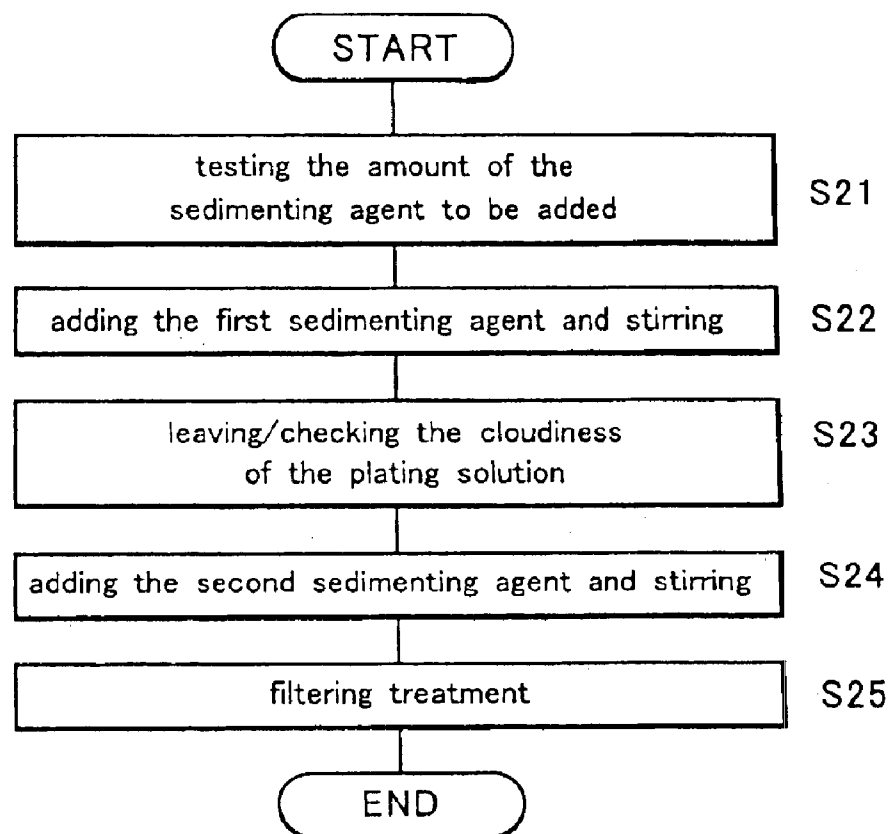 START
testing the amount of the
sedimenting agent to be added
S21
adding the first sedimenting agent and stirring
S22
leaving/checking the cloudiness
of the plating solution
S23
adding the second sedimenting agent and stirring
S24
filtering treatment
S25
END